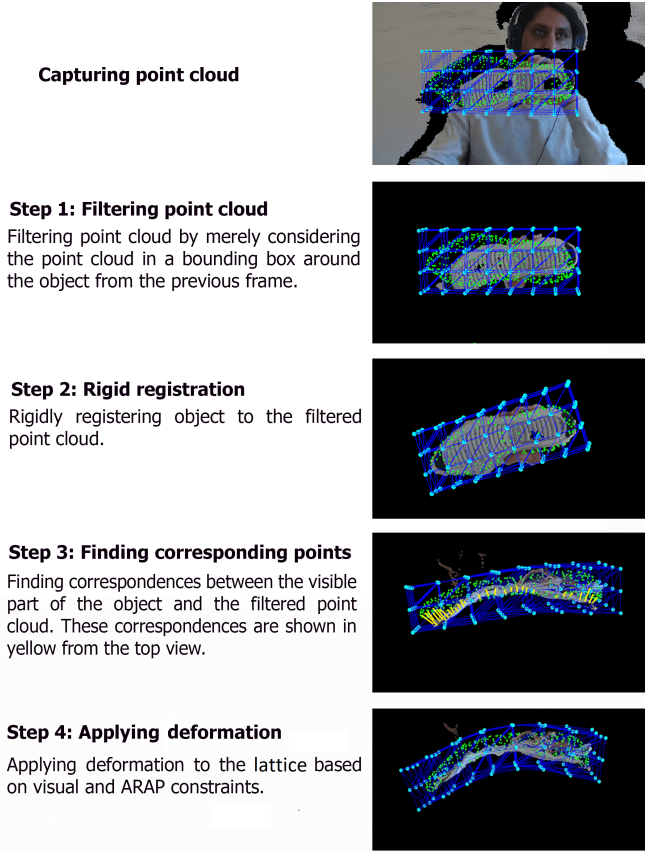 Capturing point cloud
Step 1: Filtering point cloud
Filtering point cloud by merely considering
the point cloud in a bounding box around
the object from the previous frame.
Step 2: Rigid registration
Rigidly registering object to the filtered
point cloud.
Step 3: Finding corresponding points
Finding correspondences between the visible
part of the object and the filtered point
cloud. These correspondences are shown in
yellow from the top view.
Step 4: Applying deformation
Applying deformation to the lattice based
on visual and ARAP constraints.